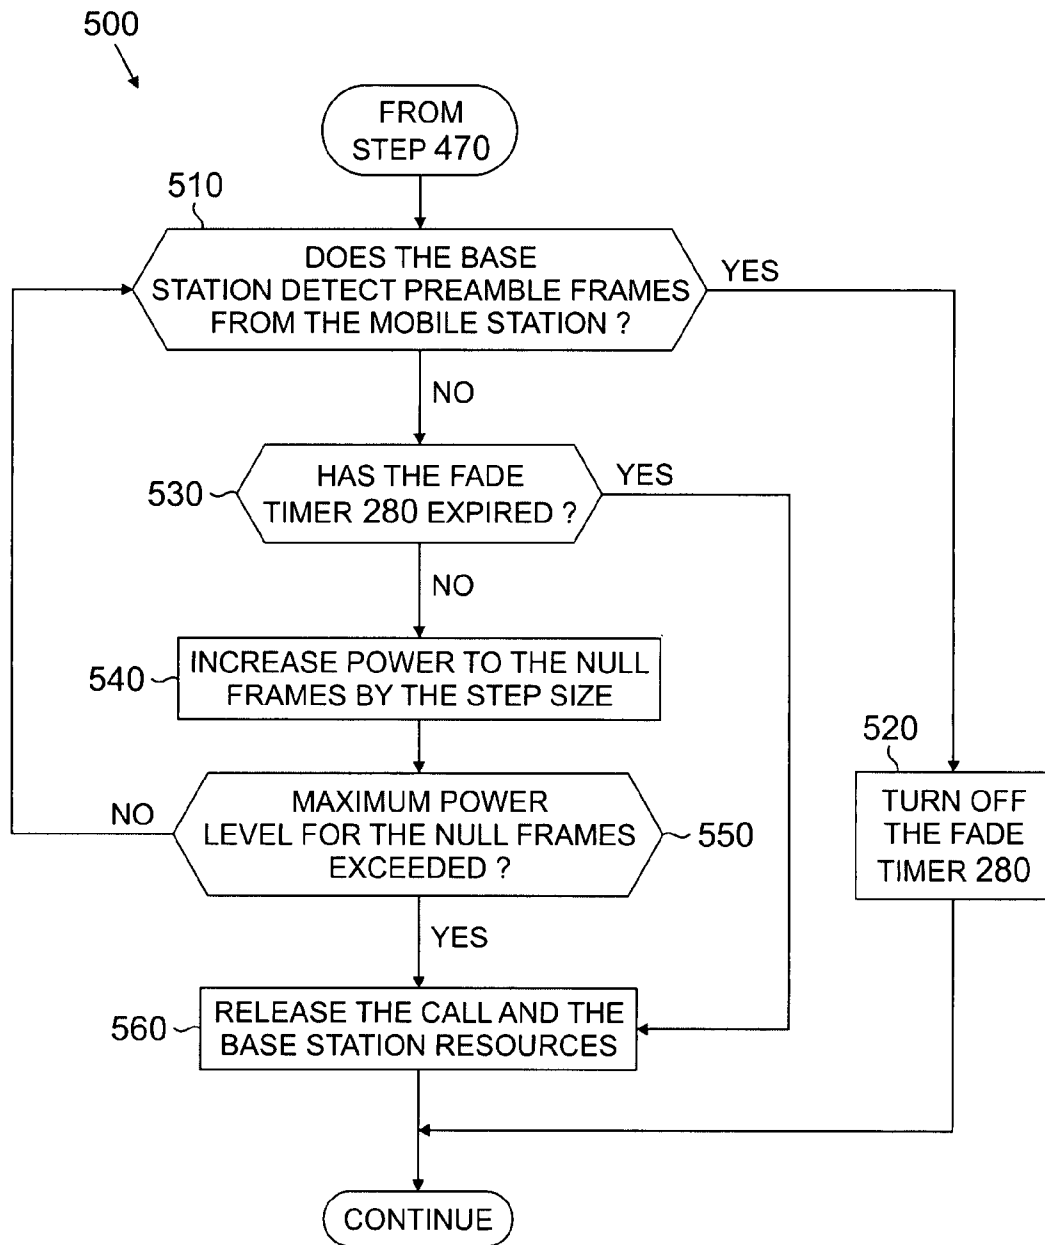 500
FROM
STEP 470
510
DOES THE BASE
STATION DETECT PREAMBLE FRAMES
FROM THE MOBILE STATION ?
YES
NO
530
HAS THE FADE
TIMER 280 EXPIRED ?
YES
NO
540
INCREASE POWER TO THE NULL
FRAMES BY THE STEP SIZE
520
TURN OFF
THE FADE
TIMER 280
NO
MAXIMUM POWER
LEVEL FOR THE NULL FRAMES
EXCEEDED ?
550
YES
560
RELEASE THE CALL AND THE
BASE STATION RESOURCES
CONTINUE